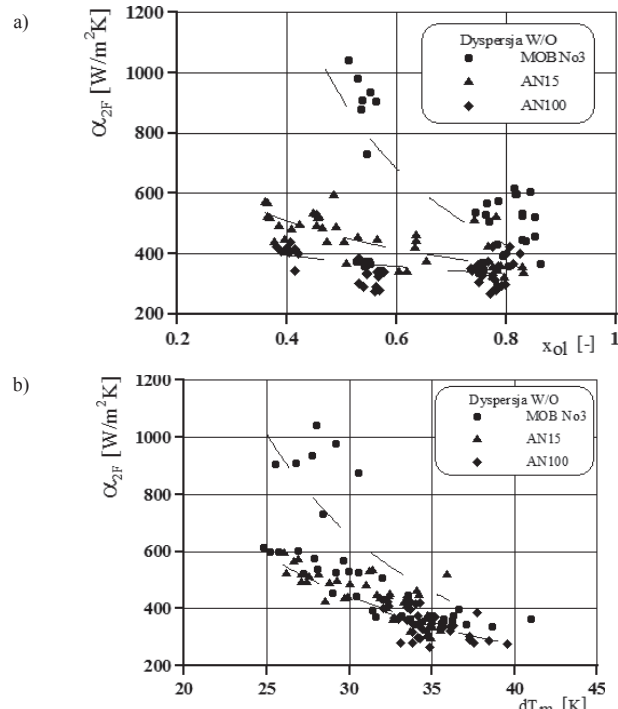 a)
α2F [W/m²K]
1200
1000
800
600
400
200
Dyspersja W/O
MOB No3
AN15
AN100
0.2
0.4
0.6
0.8
1
xol [-]
b)
α2F [W/m²K]
1200
1000
800
600
400
200
Dyspersja W/O
MOB No3
AN15
AN100
20
25
30
35
40
45
dTm [K]